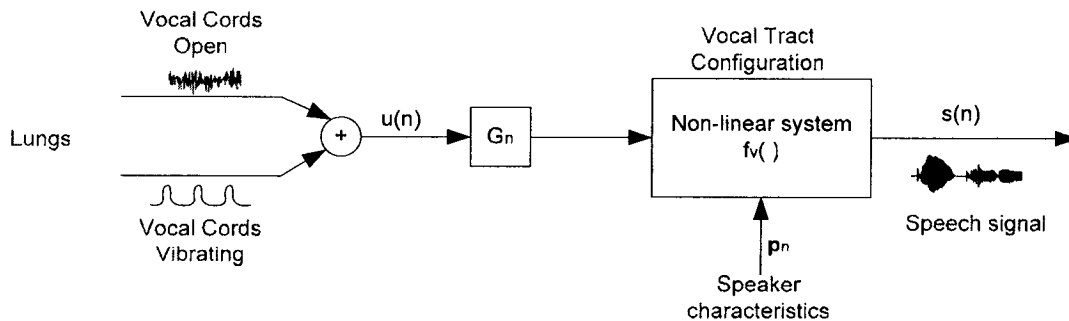 Vocal Cords
Open
Lungs
+
u(n)
Gn
Vocal Tract
Configuration
Non-linear system
fv( )
s(n)
Speech signal
Vocal Cords
Vibrating
pn
Speaker
characteristics